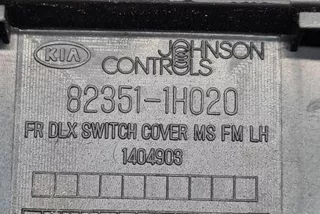 KIA JOHNSON
CONTROLS
82351-1H020
FR DLX SWITCH COVER MS FM LH
1404903